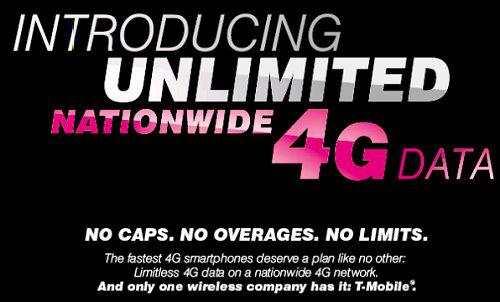 INTRODUCING
UNLIMITED
NATIONWIDE 4G DATA
NO CAPS. NO OVERAGES. NO LIMITS.
The fastest 4G smartphones deserve a plan like no other:
Limitless 4G data on a nationwide 4G network.
And only one wireless company has it: T-Mobile®.